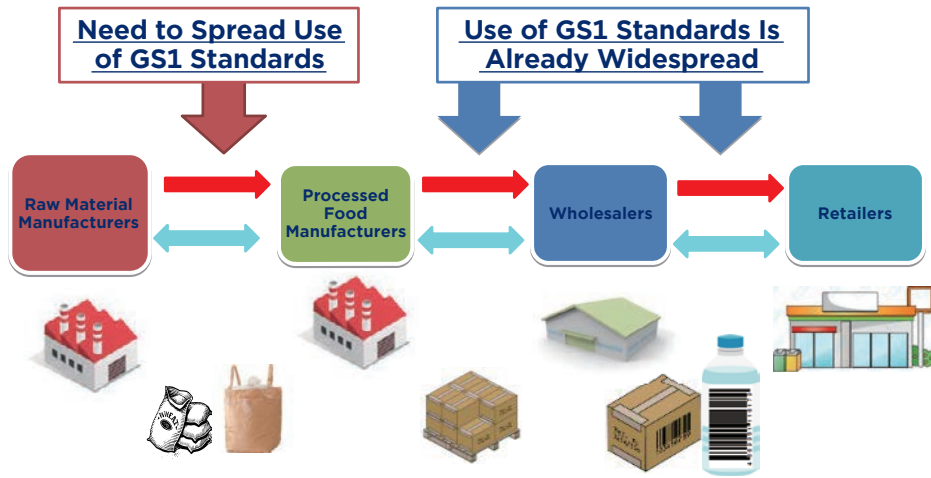 Need to Spread Use
of GS1 Standards
Use of GS1 Standards Is
Already Widespread
Raw Material
Manufacturers
Processed
Food
Manufacturers
Wholesalers
Retailers
WHEAT